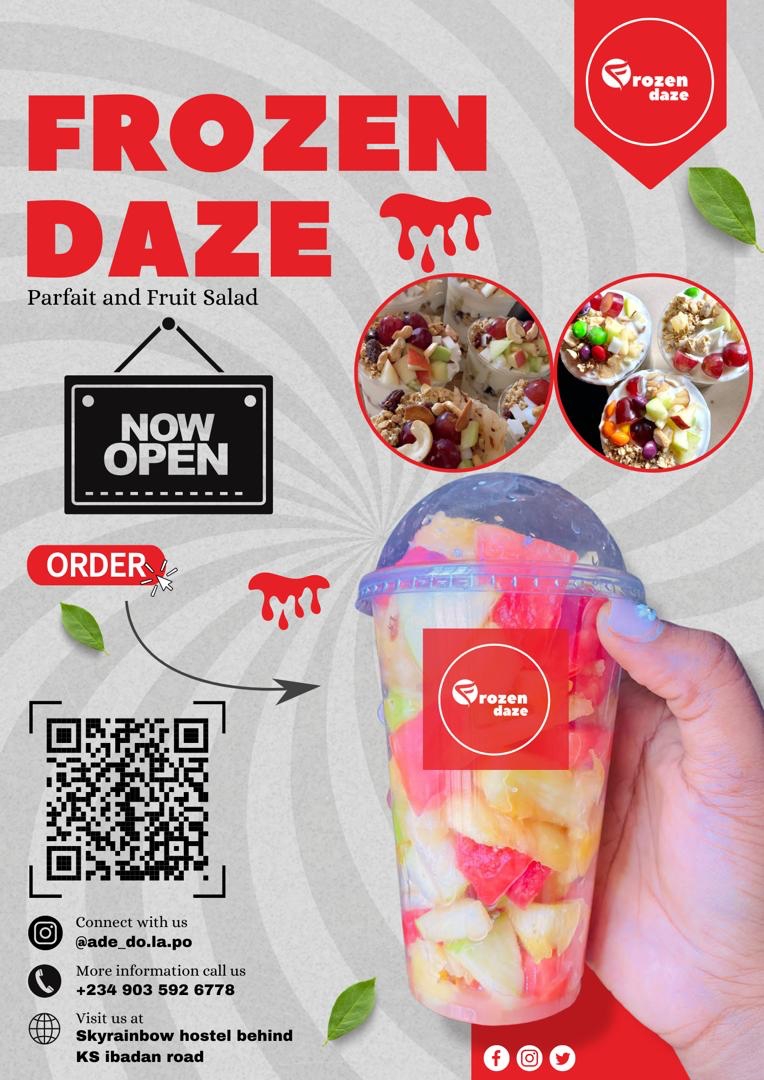 Frozen
daze
FROZEN
DAZE
Parfait and Fruit Salad
NOW
OPEN
ORDER
Frozen
daze
Connect with us
@ade_do.la.po
More information call us
+234 903 592 6778
Visit us at
Skyrainbow hostel behind
KS ibadan road